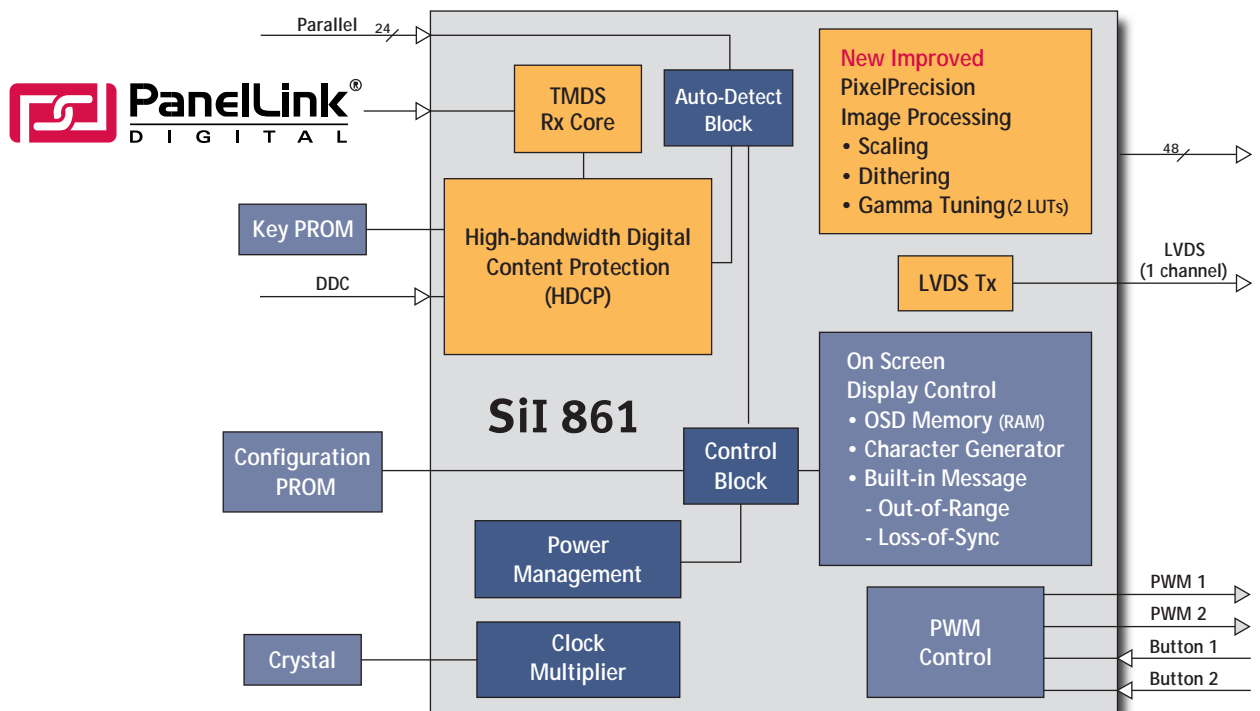 Parallel 24
PanelLink®
DIGITAL
TMDS
Rx Core
Auto-Detect
Block
New Improved
PixelPrecision
Image Processing
• Scaling
• Dithering
• Gamma Tuning (2 LUTs)
48
Key PROM
High-bandwidth Digital
Content Protection
(HDCP)
DDC
LVDS Tx
LVDS
(1 channel)
SiI 861
On Screen
Display Control
• OSD Memory (RAM)
• Character Generator
• Built-in Message
- Out-of-Range
- Loss-of-Sync
Configuration
PROM
Control
Block
Power
Management
PWM
Control
PWM 1
PWM 2
Button 1
Button 2
Crystal
Clock
Multiplier